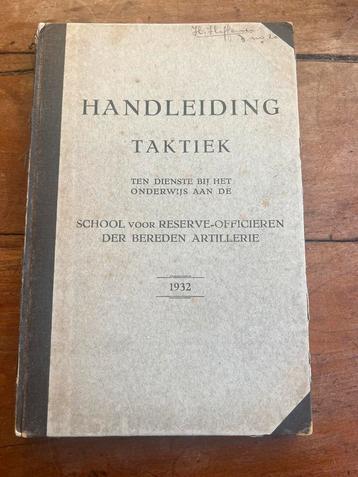 HANDLEIDING
TAKTIEK
TEN DIENSTE BIJ HET
ONDERWIJS AAN DE
SCHOOL VOOR RESERVE-OFFICIEREN
DER BEREDEN ARTILLERIE
1932